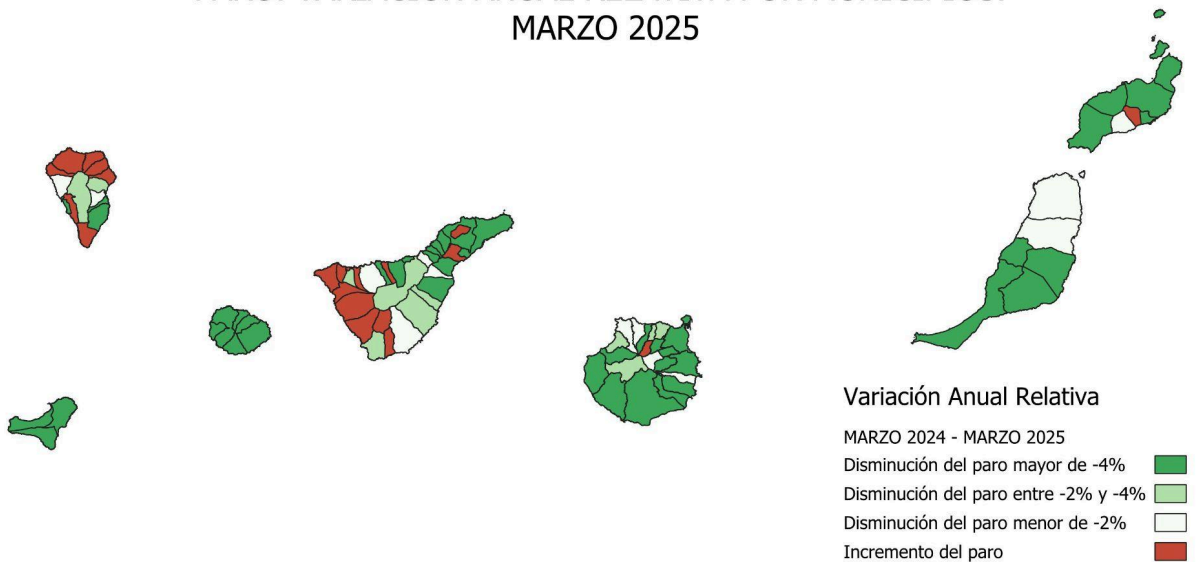 MARZO 2025
Variación Anual Relativa
MARZO 2024 - MARZO 2025
Disminución del paro mayor de -4%
Disminución del paro entre -2% y -4%
Disminución del paro menor de -2%
Incremento del paro